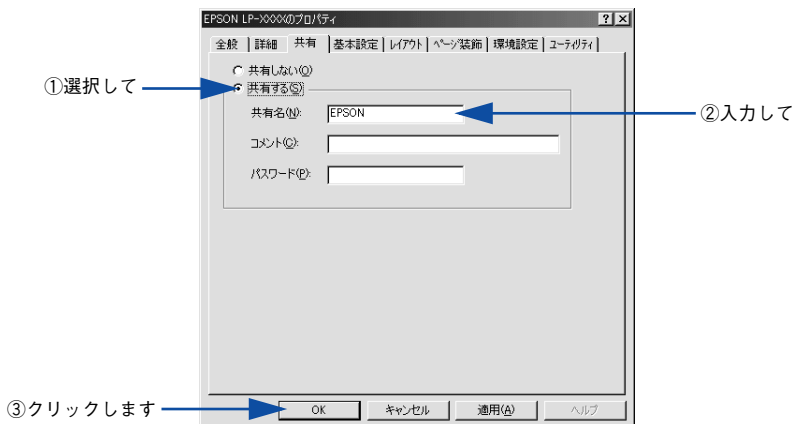 EPSON LP-XXXXのプロパティ
全般 詳細 共有 基本設定 レイアウト ページ装飾 環境設定 ユーティリティ
共有しない(O)
①選択して
共有する(S)
共有名(N): EPSON
②入力して
コメント(C):
パスワード(P):
③クリックします
OK キャンセル 適用(A) ヘルプ